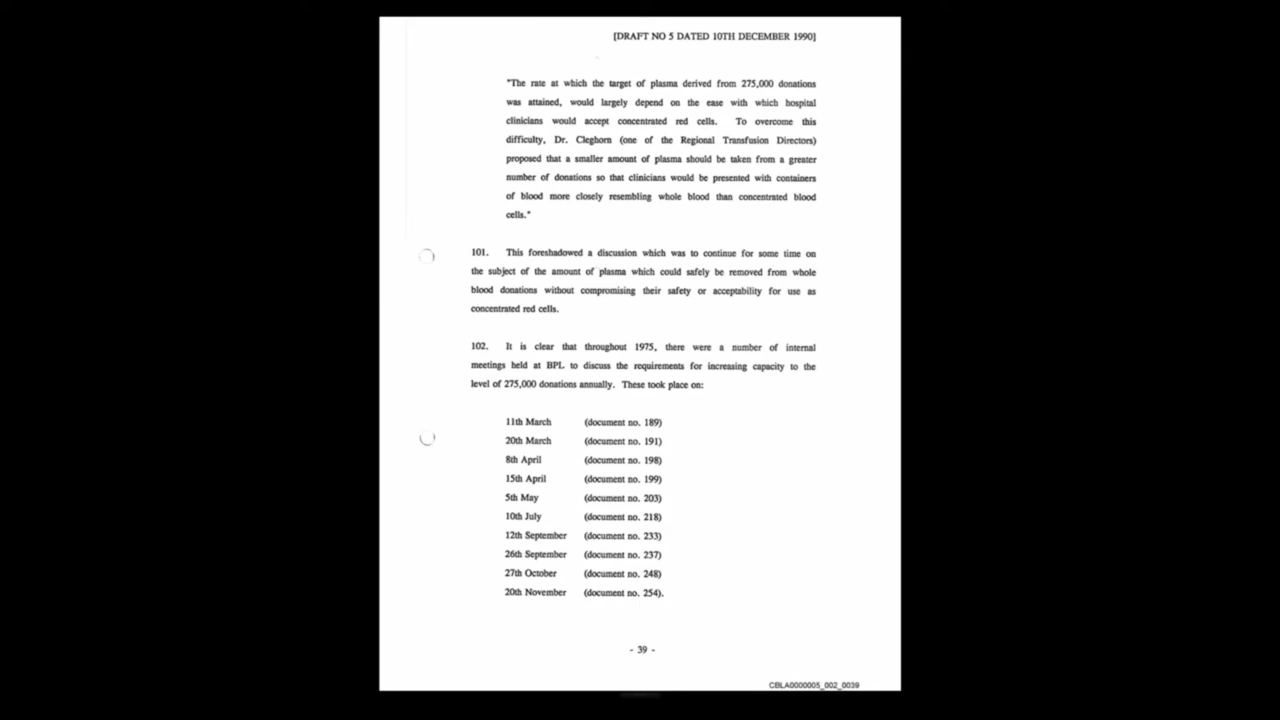 [DRAFT NO 5 DATED 10TH DECEMBER 1990]
"The rate at which the target of plasma derived from 275,000 donations
was attained, would largely depend on the ease with which hospital
clinicians would accept concentrated red cells. To overcome this
difficulty, Dr. Cleghorn (one of the Regional Transfusion Directors)
proposed that a smaller amount of plasma should be taken from a greater
number of donations so that clinicians would be presented with containers
of blood more closely resembling whole blood than concentrated blood
cells."
101. This foreshadowed a discussion which was to continue for some time on
the subject of the amount of plasma which could safely be removed from whole
blood donations without compromising their safety or acceptability for use as
concentrated red cells.
102. It is clear that throughout 1975, there were a number of internal
meetings held at BPL to discuss the requirements for increasing capacity to the
level of 275,000 donations annually. These took place on:
11th March (document no. 189)
20th March (document no. 191)
8th April (document no. 198)
15th April (document no. 199)
5th May (document no. 203)
10th July (document no. 218)
12th September (document no. 233)
26th September (document no. 237)
27th October (document no. 248)
20th November (document no. 254).
- 39 -
CBLA0000005_002_0039